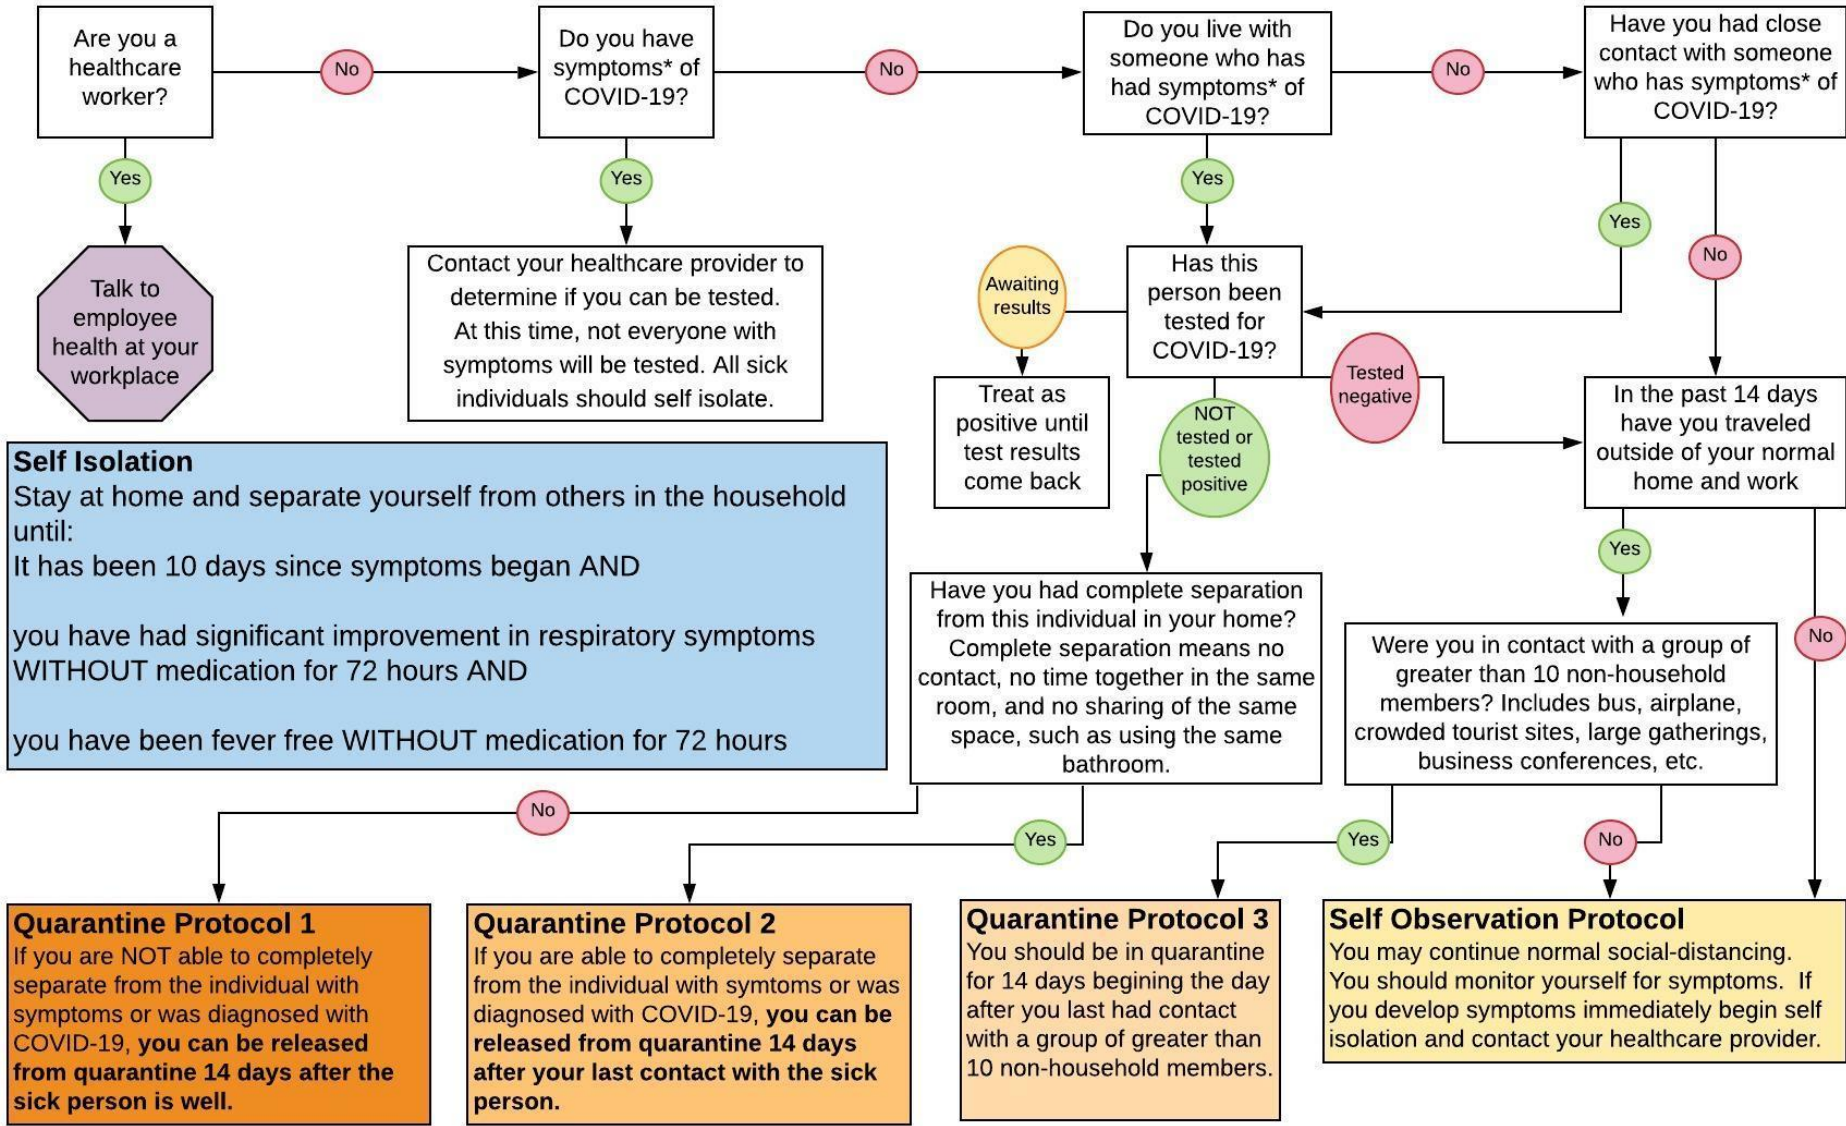 Are you a
healthcare
worker?
No
Do you have
symptoms* of
COVID-19?
No
Do you live with
someone who has
had symptoms* of
COVID-19?
No
Have you had close
contact with someone
who has symptoms* of
COVID-19?
Yes
Yes
Yes
Yes
No
Talk to
employee
health at your
workplace
Contact your healthcare provider to
determine if you can be tested.
At this time, not everyone with
symptoms will be tested. All sick
individuals should self isolate.
Awaiting
results
Has this
person been
tested for
COVID-19?
Treat as
positive until
test results
come back
NOT
tested or
tested
positive
Tested
negative
In the past 14 days
have you traveled
outside of your normal
home and work
Self Isolation
Stay at home and separate yourself from others in the household
until:
It has been 10 days since symptoms began AND
you have had significant improvement in respiratory symptoms
WITHOUT medication for 72 hours AND
you have been fever free WITHOUT medication for 72 hours
Yes
No
Have you had complete separation
from this individual in your home?
Complete separation means no
contact, no time together in the same
room, and no sharing of the same
space, such as using the same
bathroom.
Were you in contact with a group of
greater than 10 non-household
members? Includes bus, airplane,
crowded tourist sites, large gatherings,
business conferences, etc.
No
Yes
Yes
No
Quarantine Protocol 1
If you are NOT able to completely
separate from the individual with
symptoms or was diagnosed with
COVID-19, you can be released
from quarantine 14 days after the
sick person is well.
Quarantine Protocol 2
If you are able to completely separate
from the individual with symtoms or was
diagnosed with COVID-19, you can be
released from quarantine 14 days
after your last contact with the sick
person.
Quarantine Protocol 3
You should be in quarantine
for 14 days begining the day
after you last had contact
with a group of greater than
10 non-household members.
Self Observation Protocol
You may continue normal social-distancing.
You should monitor yourself for symptoms. If
you develop symptoms immediately begin self
isolation and contact your healthcare provider.